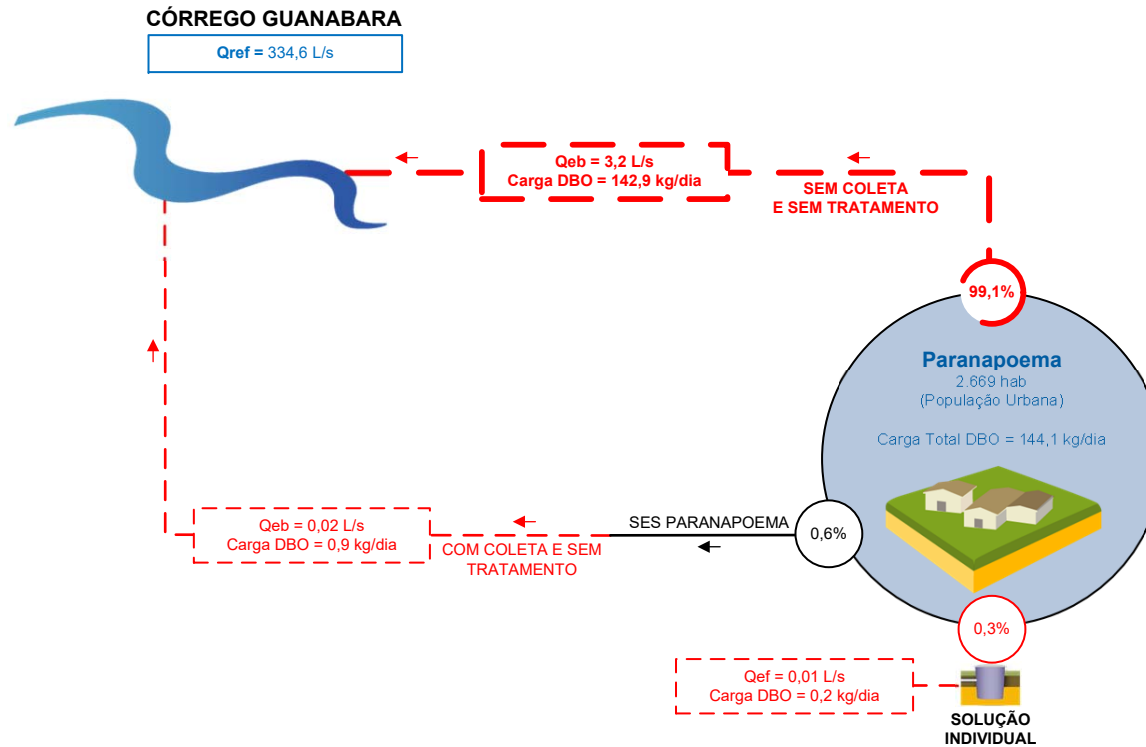 CÓRREGO GUANABARA
Qref = 334,6 L/s
Qeb = 3,2 L/s
Carga DBO = 142,9 kg/dia
SEM COLETA
E SEM TRATAMENTO
99,1%
Paranapoema
2.669 hab
(População Urbana)
Carga Total DBO = 144,1 kg/dia
Qeb = 0,02 L/s
Carga DBO = 0,9 kg/dia
COM COLETA E SEM
TRATAMENTO
SES PARANAPOEMA
0,6%
0,3%
Qef = 0,01 L/s
Carga DBO = 0,2 kg/dia
SOLUÇÃO
INDIVIDUAL